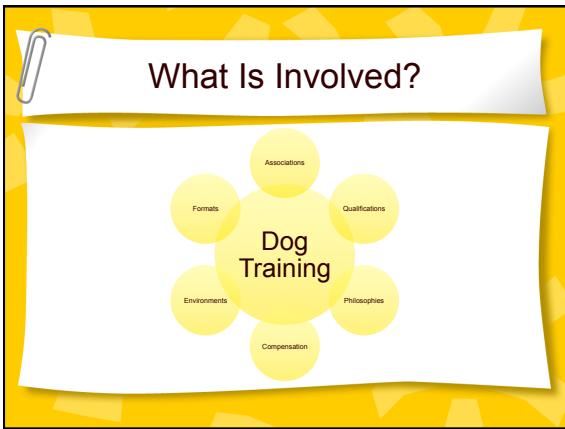 What Is Involved?
Associations
Formats
Qualifications
Dog
Training
Environments
Philosophies
Compensation